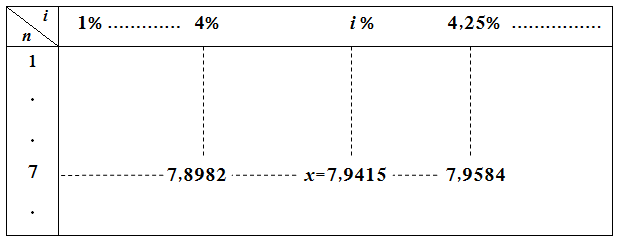 i
n
1% ............. 4% i % 4,25% ................
1
.
.
7 7,8982 x=7,9415 7,9584
.